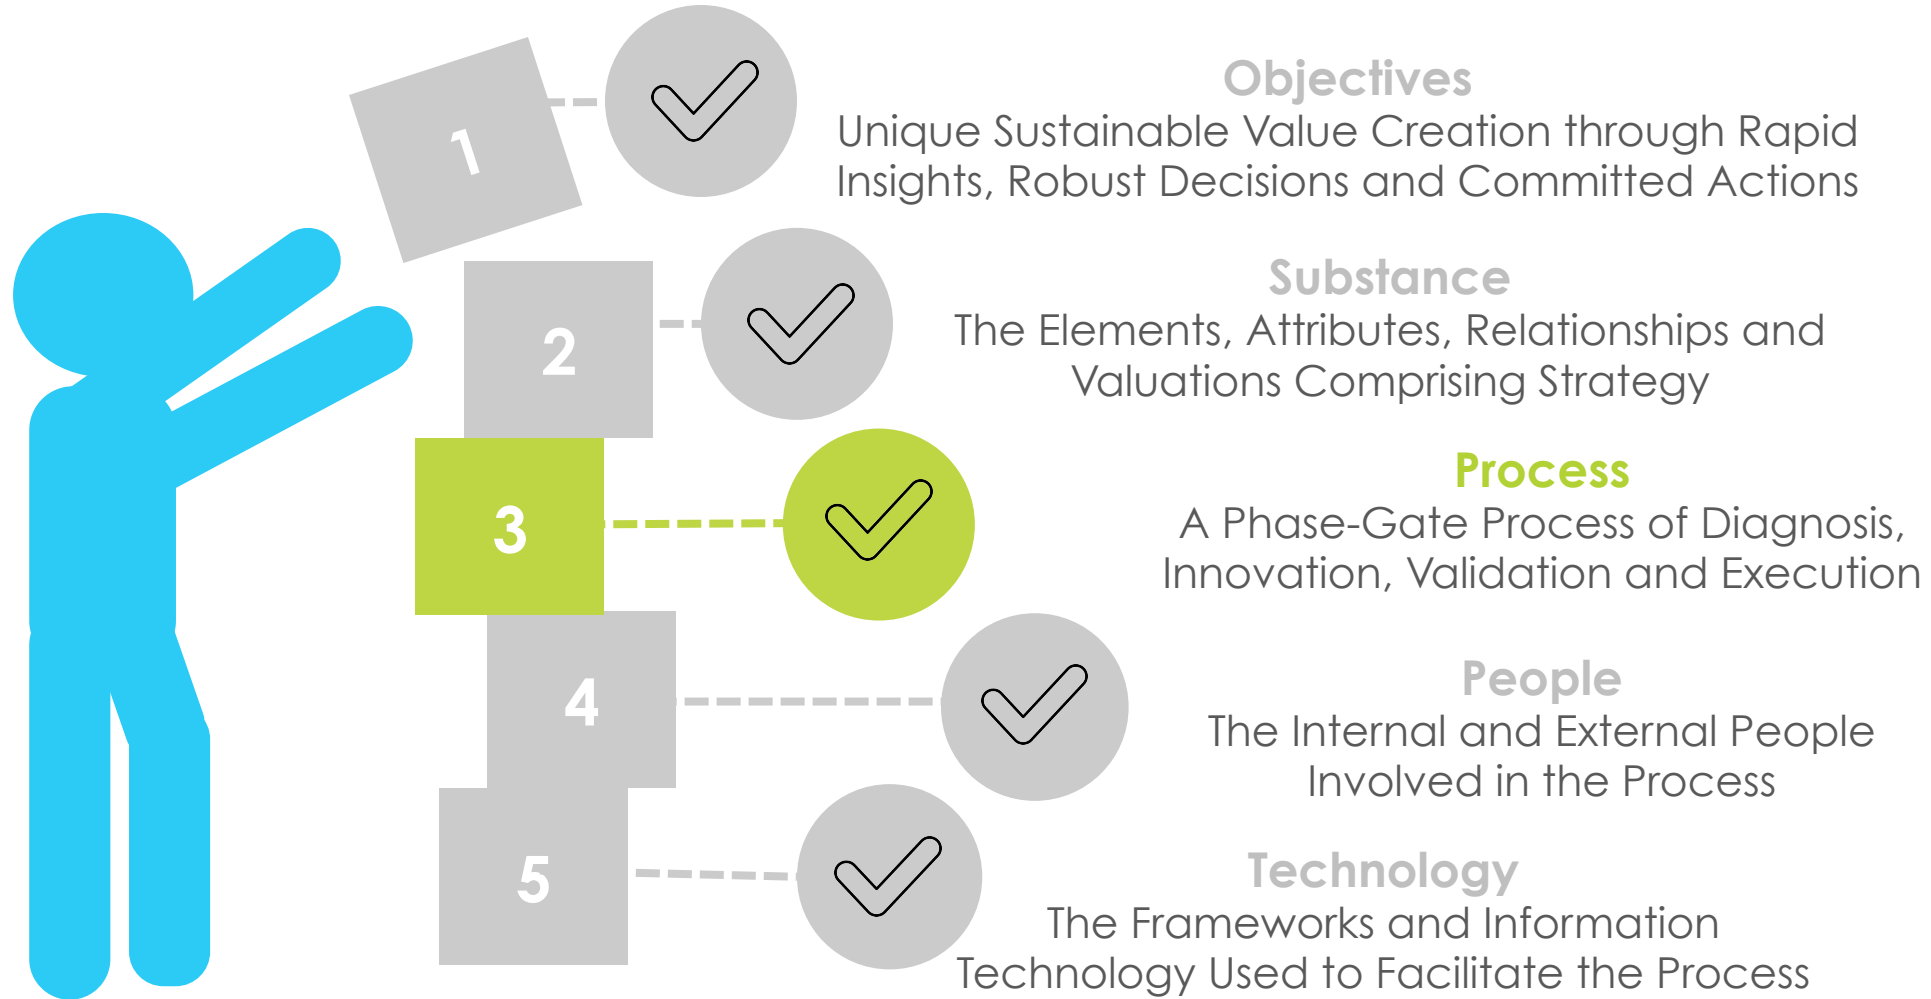 1
Objectives
Unique Sustainable Value Creation through Rapid
Insights, Robust Decisions and Committed Actions
2
Substance
The Elements, Attributes, Relationships and
Valuations Comprising Strategy
3
Process
A Phase-Gate Process of Diagnosis,
Innovation, Validation and Execution
4
People
The Internal and External People
Involved in the Process
5
Technology
The Frameworks and Information
Technology Used to Facilitate the Process